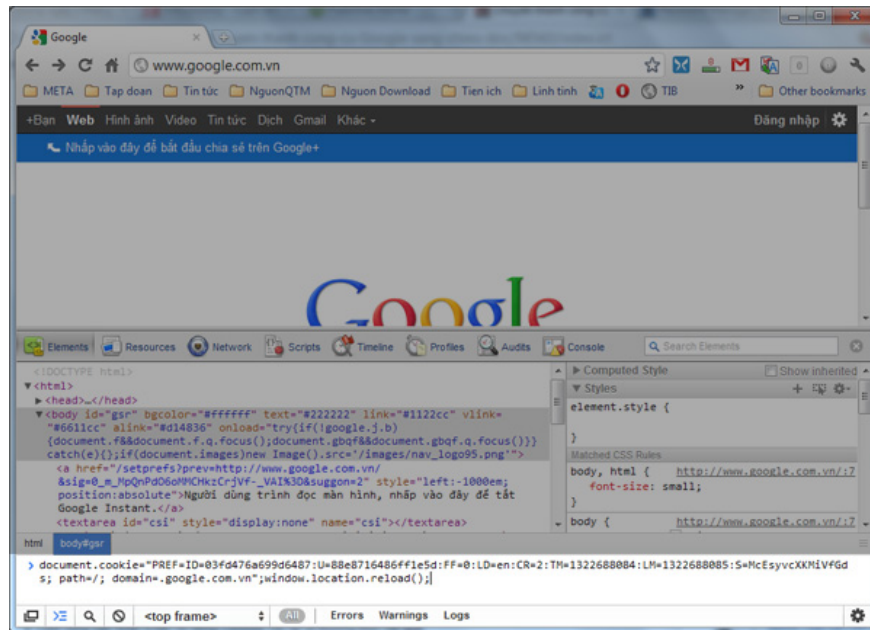 Google
www.google.com.vn
META Tap doan Tin tức NguonQTM Nguon Download Tien ich Linh tinh TIB » Other bookmarks
+Bạn Web Hình ảnh Video Tin tức Dịch Gmail Khác Đăng nhập
Nhấp vào đây để bắt đầu chia sẻ trên Google+
Google
Elements Resources Network Scripts Timeline Profiles Audits Console Search Elements
<!DOCTYPE html>
<html>
<head>…</head>
<body id="gsr" bgcolor="#ffffff" text="#222222" link="#1122cc" vlink=
"#6611cc" alink="#d14836" onload="try{if(!google.j.b)
{document.f&&document.f.q.focus();document.gbqf&&document.gbqf.q.focus()}}
catch(e){};if(document.images)new Image().src='/images/nav_logo95.png'">
<a href="/setprefs?prev=http://www.google.com.vn/
&sig=0_m_MpQnPdO6oMMCHkzCrjVf-_VAI%3D&suggon=2" style="left:-1000em;
position:absolute">Người dùng trình đọc màn hình, nhấp vào đây để tắt
Google Instant.</a>
<textarea id="csi" style="display:none" name="csi"></textarea>
Computed Style Show inherited
Styles
element.style {
}
Matched CSS Rules
body, html { http://www.google.com.vn/:7
font-size: small;
}
body { http://www.google.com.vn/:7
html body#gsr
> document.cookie="PREF=ID=03fd476a699d6487:U=88e8716486ff1e5d:FF=0:LD=en:CR=2:TM=1322688084:LM=1322688085:S=McEsyvcXKMiVfGd
s; path=/; domain=.google.com.vn";window.location.reload();
<top frame> All Errors Warnings Logs